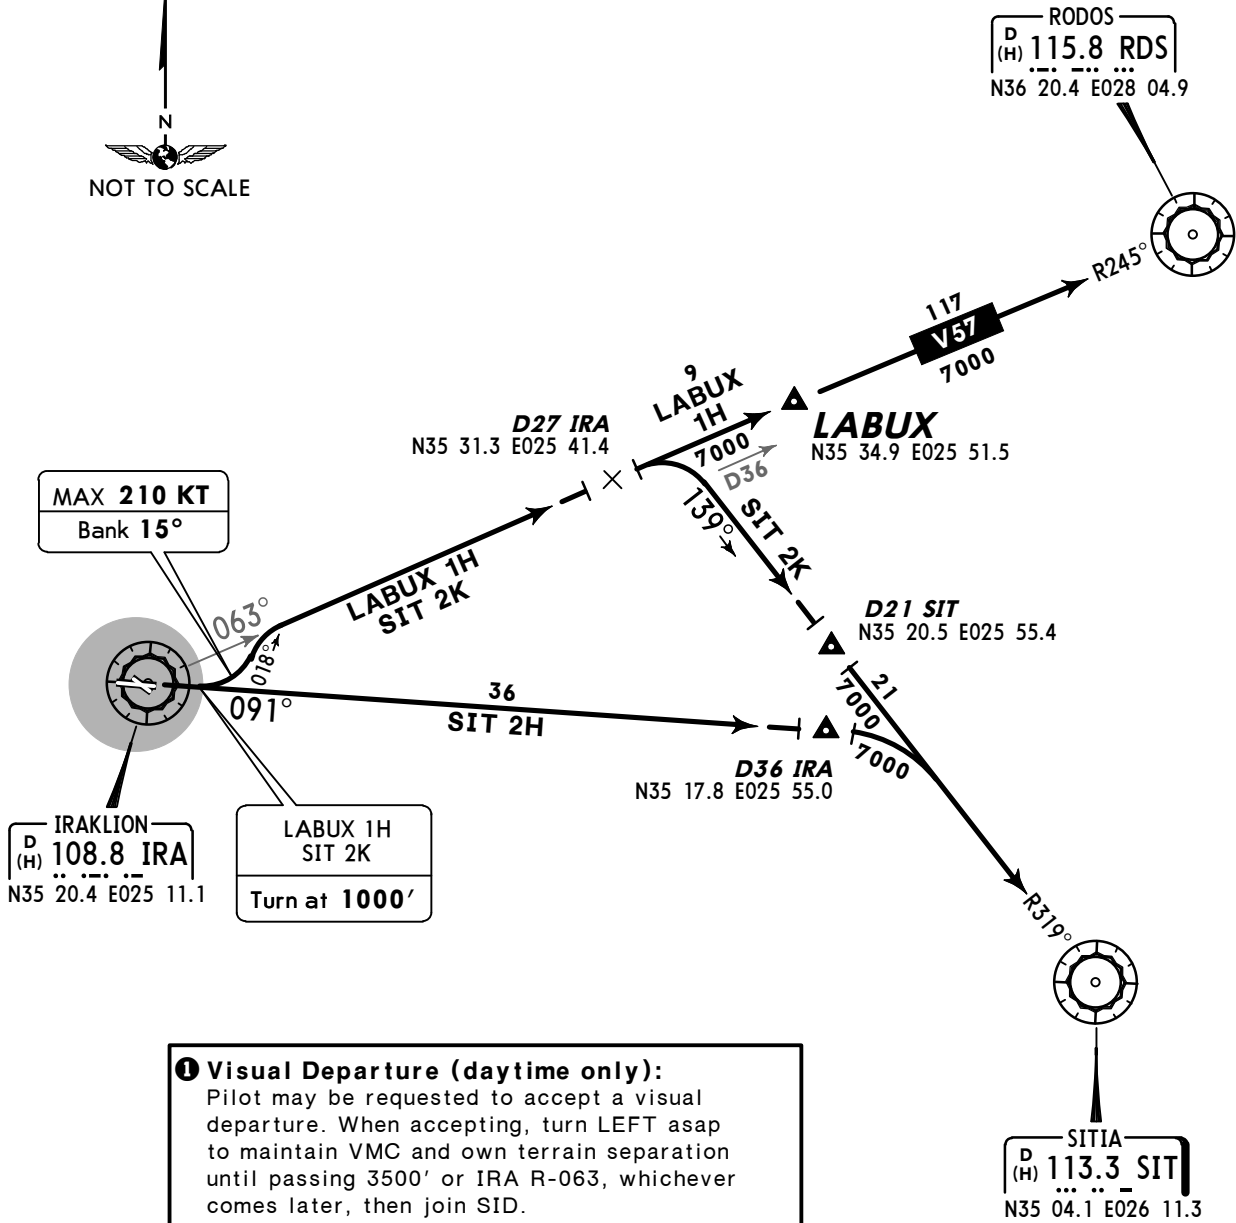 RODOS
D
(H) 115.8 RDS
N36 20.4 E028 04.9
N
NOT TO SCALE
R245°
117
V57
7000
9
LABUX
1H
7000
D36
LABUX
N35 34.9 E025 51.5
D27 IRA
N35 31.3 E025 41.4
MAX 210 KT
Bank 15°
139°
SIT 2K
LABUX 1H
SIT 2K
063°
018°
D21 SIT
N35 20.5 E025 55.4
091°
36
SIT 2H
21
7000
7000
D36 IRA
N35 17.8 E025 55.0
IRAKLION
D
(H) 108.8 IRA
N35 20.4 E025 11.1
LABUX 1H
SIT 2K
Turn at 1000'
R319°
1 Visual Departure (daytime only):
Pilot may be requested to accept a visual
departure. When accepting, turn LEFT asap
to maintain VMC and own terrain separation
until passing 3500' or IRA R-063, whichever
comes later, then join SID.
SITIA
D
(H) 113.3 SIT
N35 04.1 E026 11.3